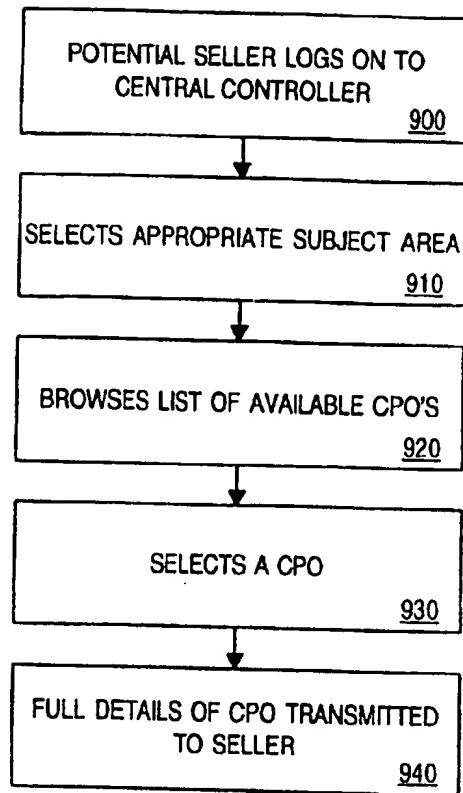 POTENTIAL SELLER LOGS ON TO
CENTRAL CONTROLLER
900
SELECTS APPROPRIATE SUBJECT AREA
910
BROWSES LIST OF AVAILABLE CPO'S
920
SELECTS A CPO
930
FULL DETAILS OF CPO TRANSMITTED
TO SELLER
940